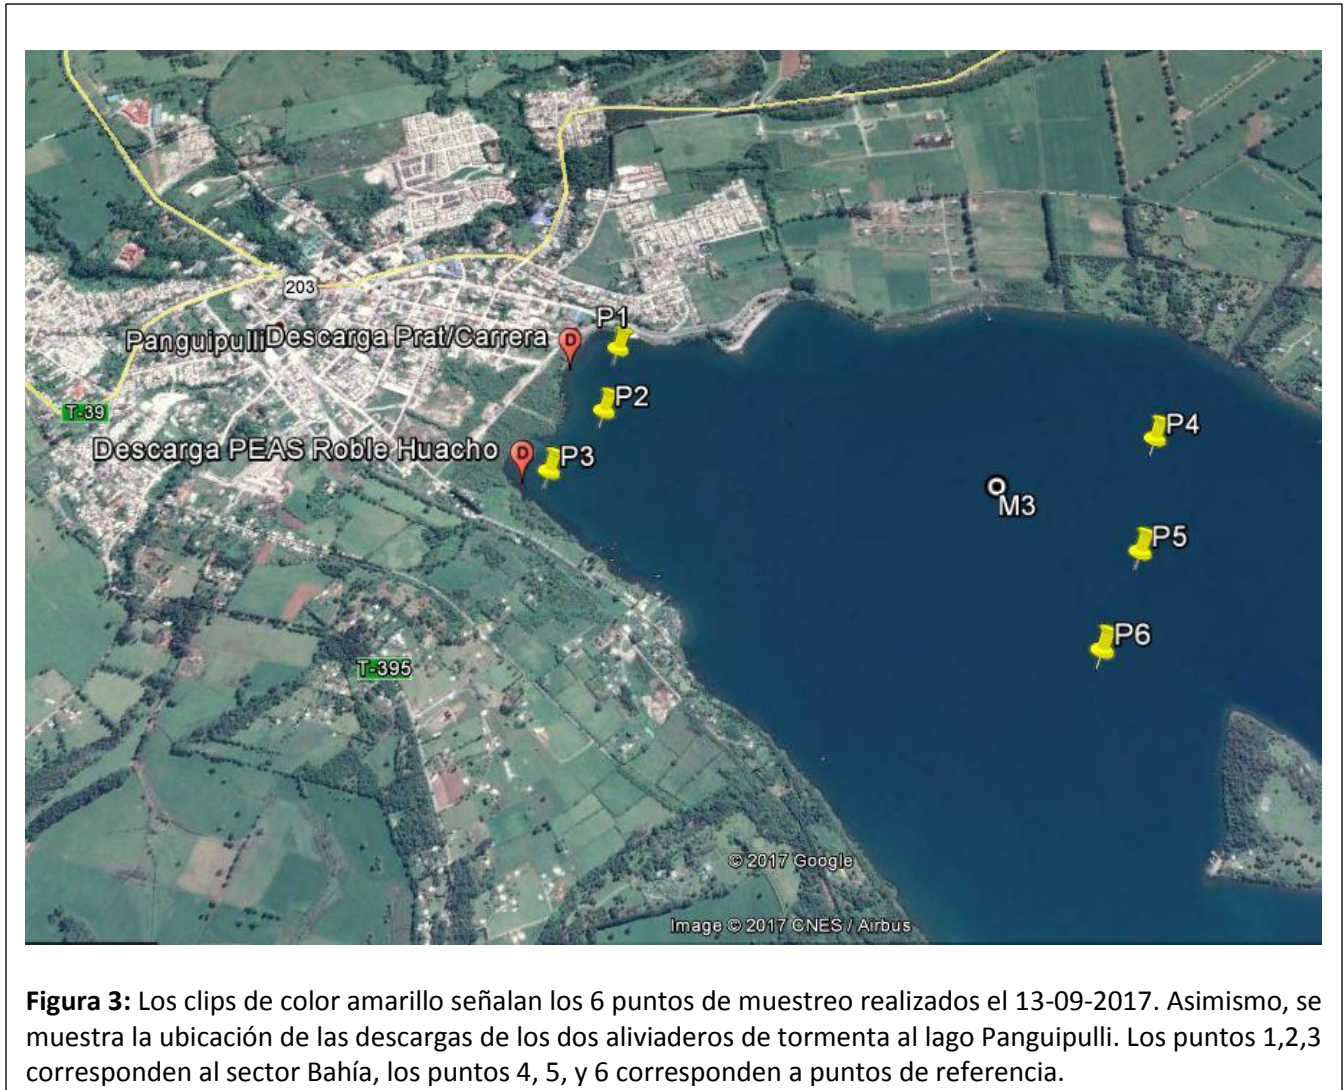 203
P1
PanguipulliDescarga Prat/Carrera
P2
T-39
P4
Descarga PEAS Roble Huacho
P3
M3
P5
P6
T-395
© 2017 Google
Image © 2017 CNES / Airbus
Figura 3: Los clips de color amarillo señalan los 6 puntos de muestreo realizados el 13-09-2017. Asimismo, se
muestra la ubicación de las descargas de los dos aliviaderos de tormenta al lago Panguipulli. Los puntos 1,2,3
corresponden al sector Bahía, los puntos 4, 5, y 6 corresponden a puntos de referencia.
D
D